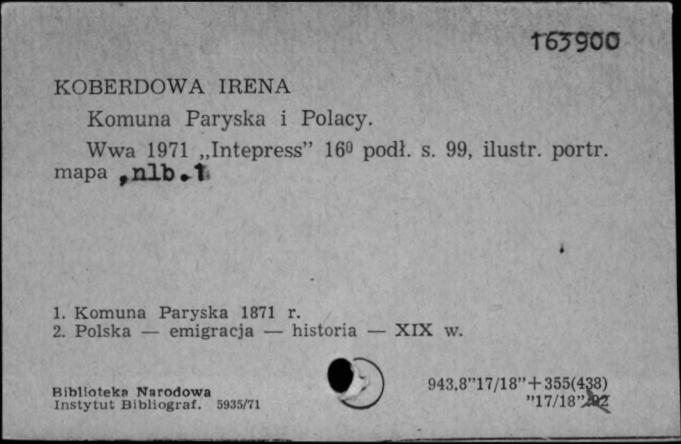 163900
KOBERDOWA IRENA
Komuna Paryska i Polacy.
Wwa 1971 „Intepress” 16⁰ podł. s. 99, ilustr. portr.
mapa , nlb. 1
1. Komuna Paryska 1871 r.
2. Polska — emigracja — historia — XIX w.
Biblioteka Narodowa
Instytut Bibliograf. 5935/71
943.8”17/18”+355(438)
”17/18”